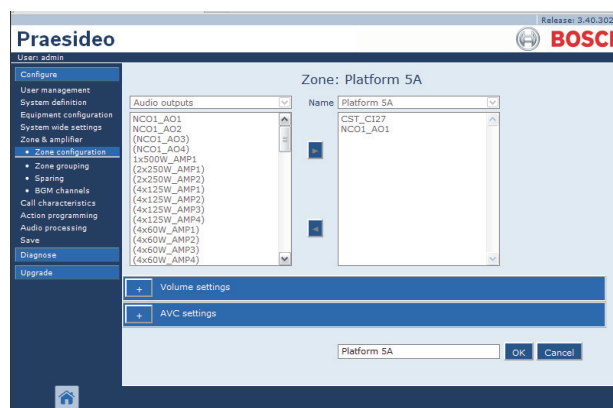 Release: 3.40.302
Praesideo
BOSCH
User: admin
Configure
User management
System definition
Equipment configuration
System wide settings
Zone & amplifier
• Zone configuration
• Zone grouping
• Sparing
• BGM channels
Call characteristics
Action programming
Audio processing
Save
Diagnose
Upgrade
Zone: Platform 5A
Audio outputs
NCO1_AO1
NCO1_AO2
(NCO1_AO3)
(NCO1_AO4)
1x500W_AMP1
(2x250W_AMP1)
(2x250W_AMP2)
(4x125W_AMP1)
(4x125W_AMP2)
(4x125W_AMP3)
(4x125W_AMP4)
(4x60W_AMP1)
(4x60W_AMP2)
(4x60W_AMP3)
(4x60W_AMP4)
Name Platform 5A
CST_CI27
NCO1_AO1
+ Volume settings
+ AVC settings
Platform 5A
OK Cancel